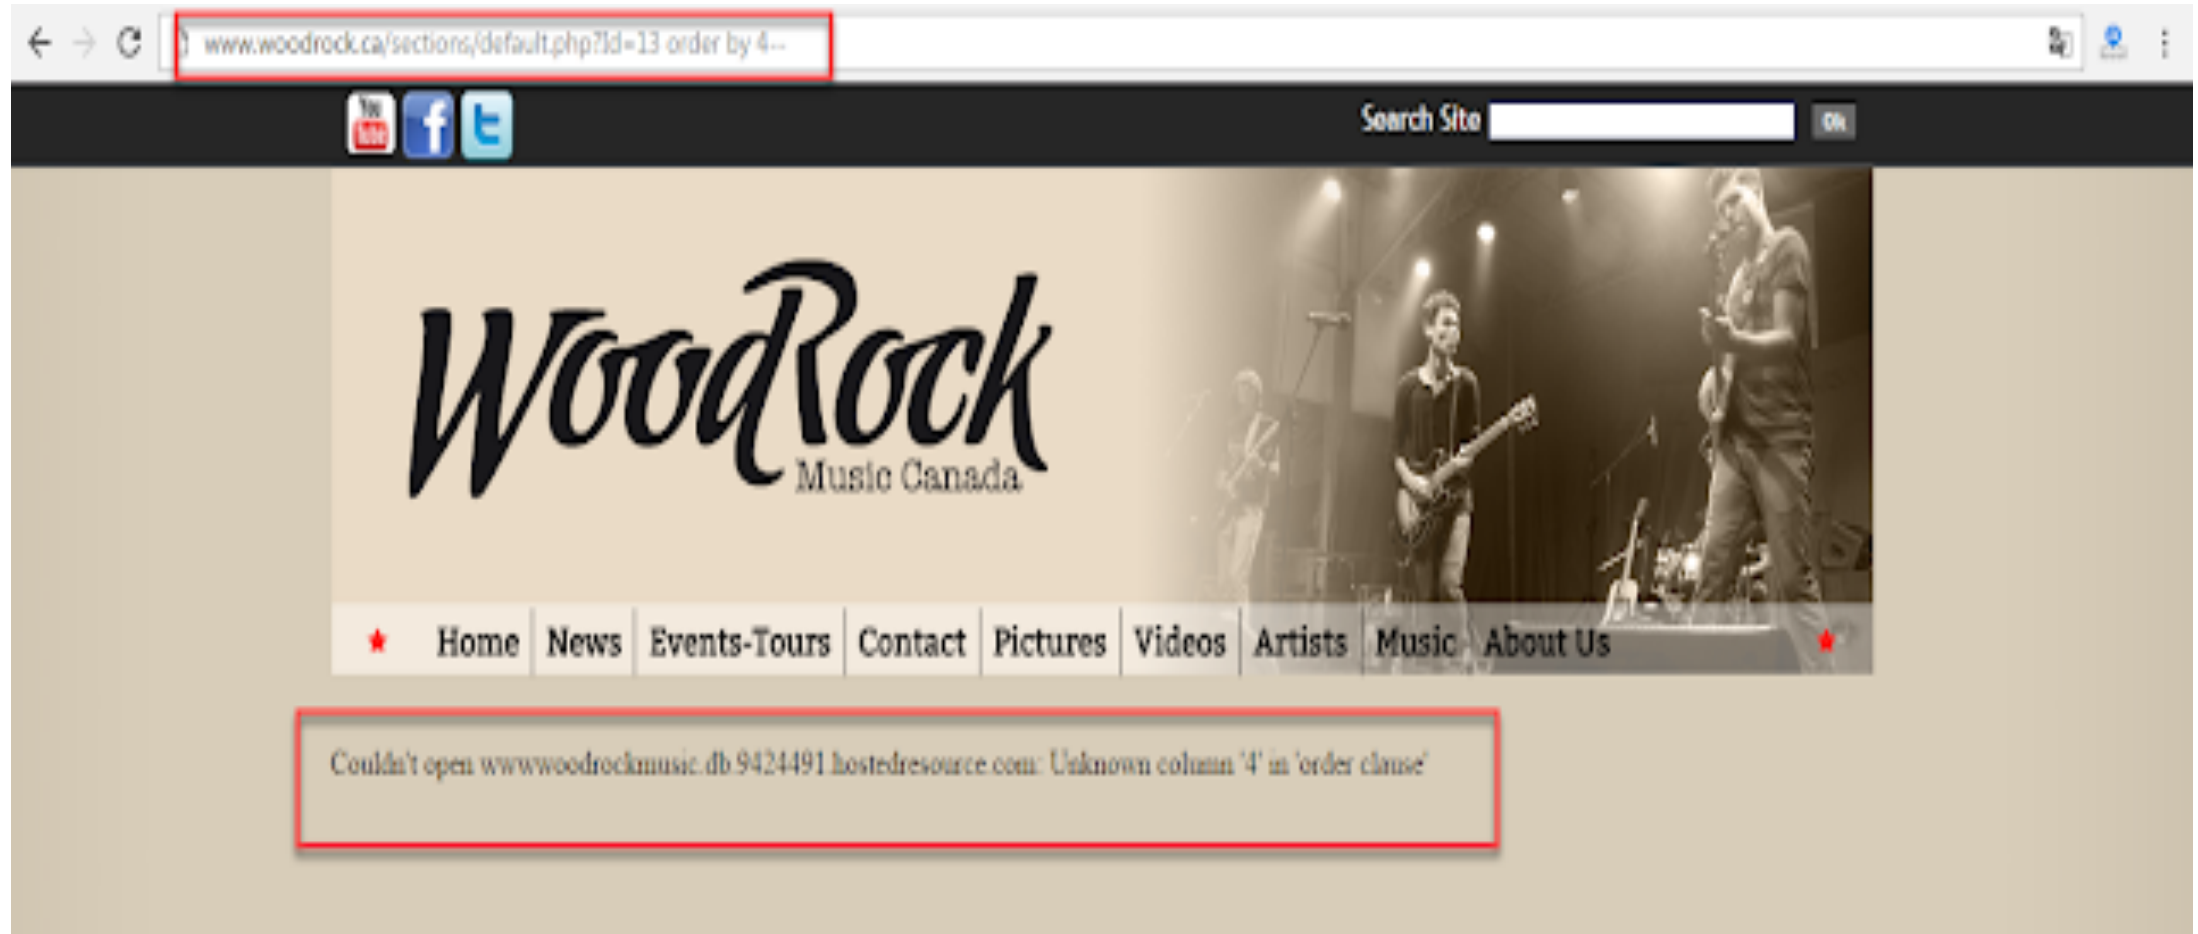 www.woodrock.ca/sections/default.php?Id=13 order by 4--
You
Tube
f
t
Search Site
Ok
WoodRock
Music Canada
Home News Events-Tours Contact Pictures Videos Artists Music About Us
Couldn't open wwwwoodrockmusic.db.9424491.hostedresource.com: Unknown column '4' in 'order clause'